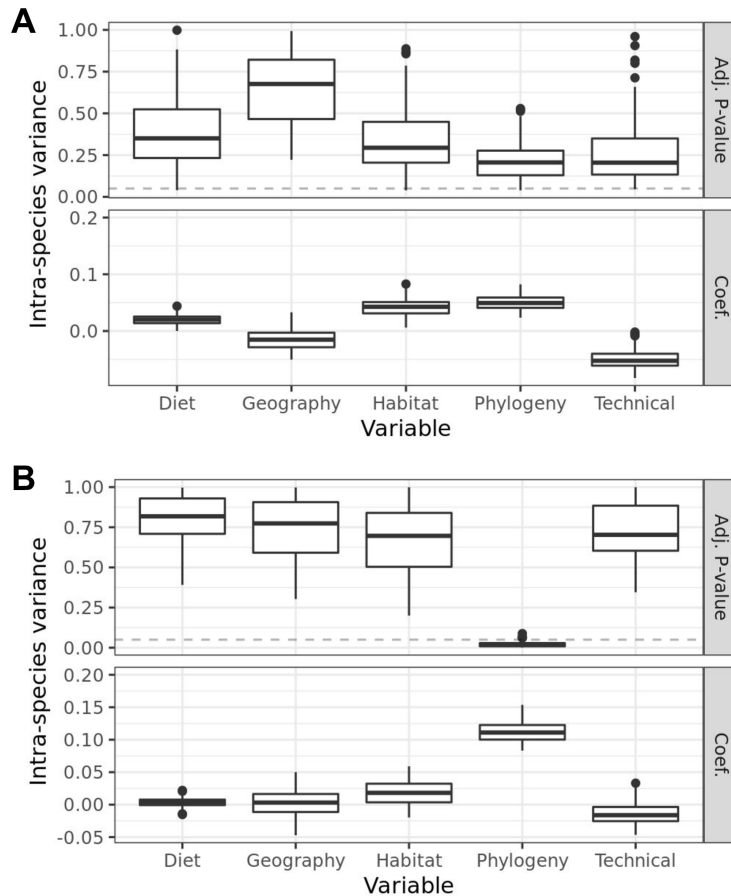 A
Intra-species variance
1.00
0.75
0.50
0.25
0.00
Adj. P-value
0.2
0.1
0.0
Coef.
Diet Geography Habitat Phylogeny Technical
Variable
B
Intra-species variance
1.00
0.75
0.50
0.25
0.00
Adj. P-value
0.20
0.15
0.10
0.05
0.00
-0.05
Coef.
Diet Geography Habitat Phylogeny Technical
Variable